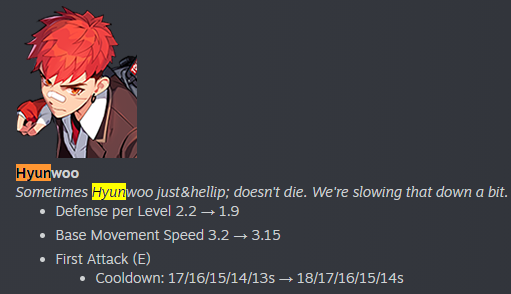 Hyunwoo
Sometimes Hyunwoo just&hellip; doesn't die. We're slowing that down a bit.
• Defense per Level 2.2 → 1.9
• Base Movement Speed 3.2 → 3.15
• First Attack (E)
• Cooldown: 17/16/15/14/13s → 18/17/16/15/14s